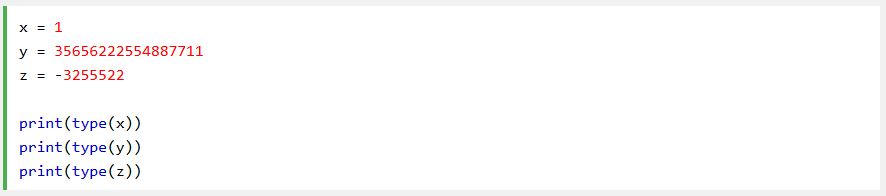 x = 1
y = 35656222554887711
z = -3255522
print(type(x))
print(type(y))
print(type(z))